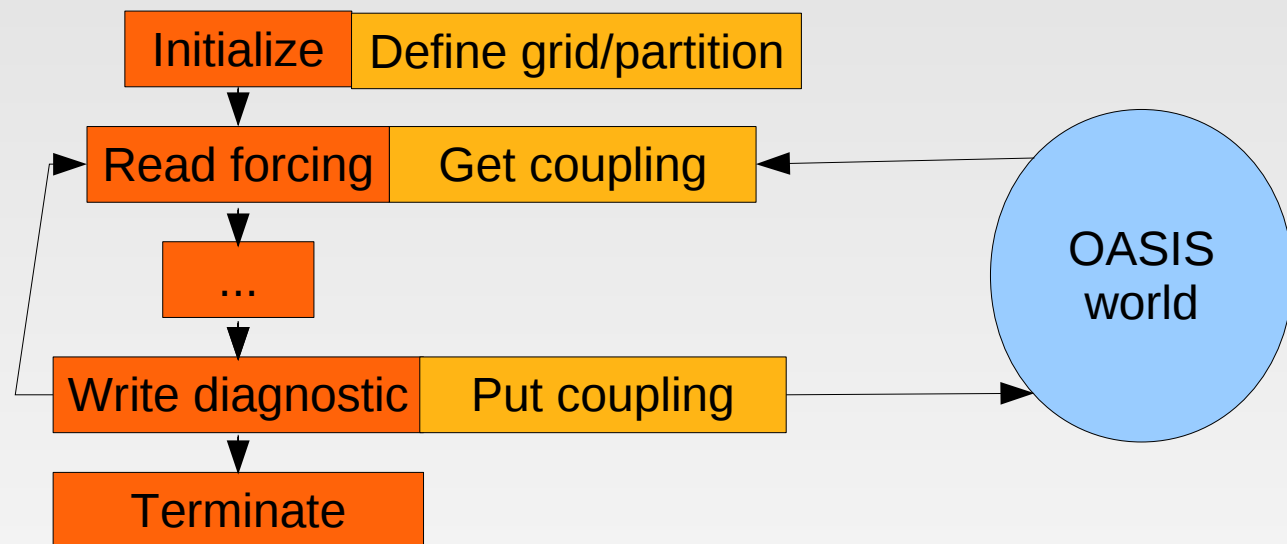 Initialize
Define grid/partition
Read forcing
Get coupling
OASIS
world
...
Write diagnostic
Put coupling
Terminate